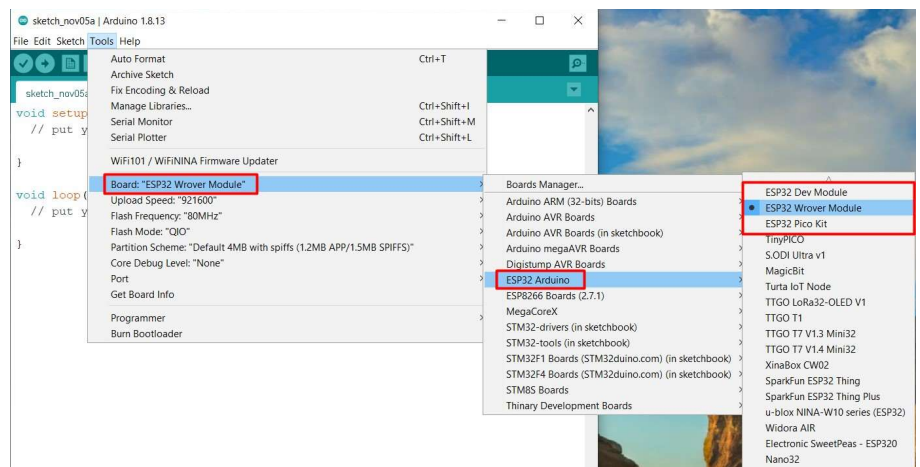 sketch_nov05a | Arduino 1.8.13
File Edit Sketch Tools Help
sketch_nov05a
void setup
// put y
}
void loop(
// put y
}
Auto Format Ctrl+T
Archive Sketch
Fix Encoding & Reload
Manage Libraries... Ctrl+Shift+I
Serial Monitor Ctrl+Shift+M
Serial Plotter Ctrl+Shift+L
WiFi101 / WiFiNINA Firmware Updater
Board: "ESP32 Wrover Module"
Upload Speed: "921600"
Flash Frequency: "80MHz"
Flash Mode: "QIO"
Partition Scheme: "Default 4MB with spiffs (1.2MB APP/1.5MB SPIFFS)"
Core Debug Level: "None"
Port
Get Board Info
Programmer
Burn Bootloader
Boards Manager...
Arduino ARM (32-bits) Boards
Arduino AVR Boards
Arduino AVR Boards (in sketchbook)
Arduino megaAVR Boards
Digistump AVR Boards
ESP32 Arduino
ESP8266 Boards (2.7.1)
MegaCoreX
STM32-drivers (in sketchbook)
STM32-tools (in sketchbook)
STM32F1 Boards (STM32duino.com) (in sketchbook)
STM32F4 Boards (STM32duino.com) (in sketchbook)
STM8S Boards
Thinary Development Boards
ESP32 Dev Module
ESP32 Wrover Module
ESP32 Pico Kit
TinyPICO
S.ODI Ultra v1
MagicBit
Turta IoT Node
TTGO LoRa32-OLED V1
TTGO T1
TTGO T7 V1.3 Mini32
TTGO T7 V1.4 Mini32
XinaBox CW02
SparkFun ESP32 Thing
SparkFun ESP32 Thing Plus
u-blox NINA-W10 series (ESP32)
Widora AIR
Electronic SweetPeas - ESP320
Nano32